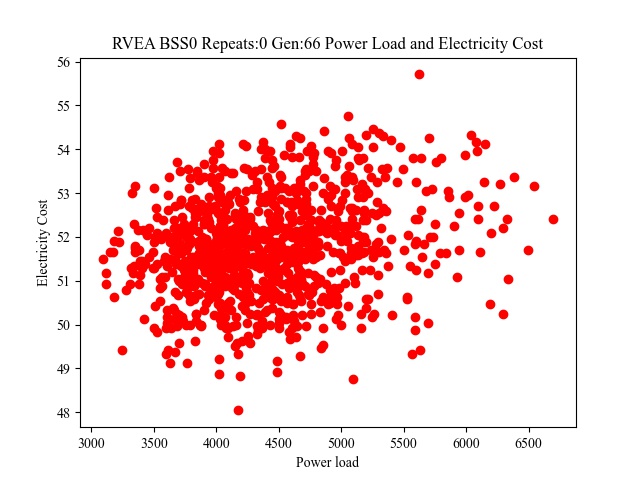 RVEA BSS0 Repeats:0 Gen:66 Power Load and Electricity Cost
56
55
54
53
52
51
50
49
48
Electricity Cost
3000 3500 4000 4500 5000 5500 6000 6500
Power load